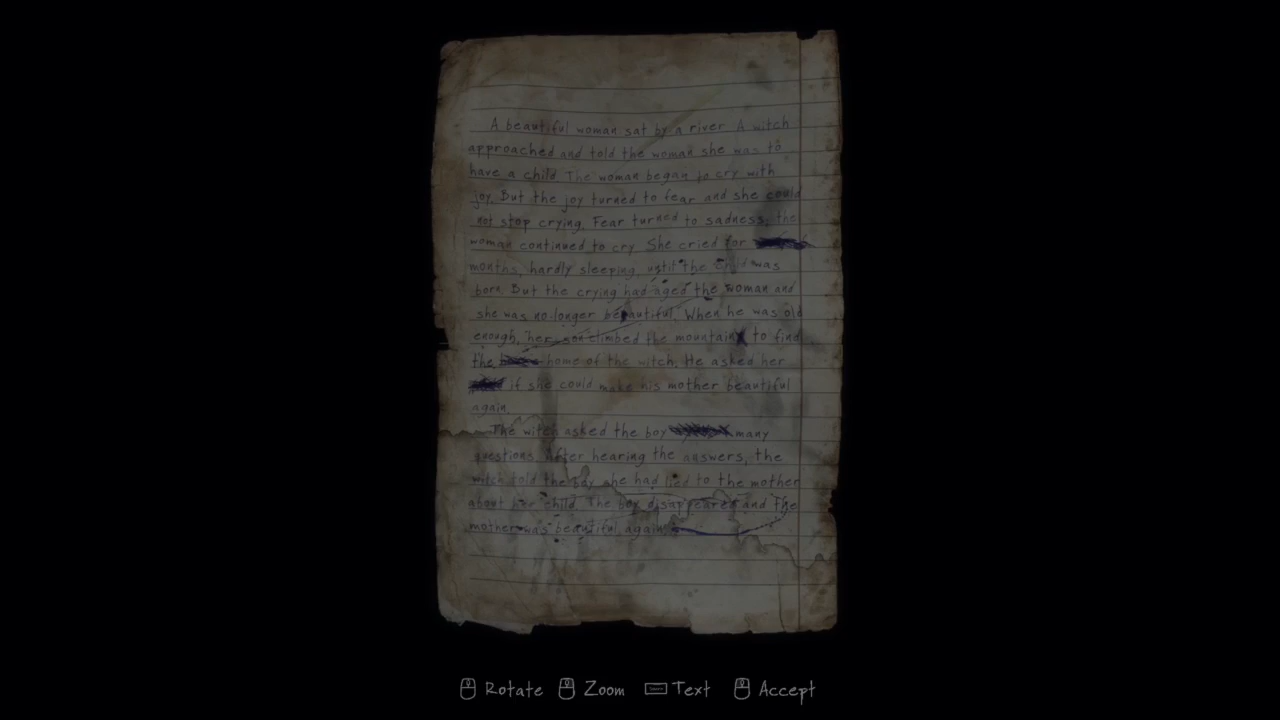 A beautiful woman sat by a river A witch
approached and told the woman she was to
have a child The woman began to cry with
joy. But the joy turned to fear and she could
not stop crying. Fear turned to sadness, the
woman continued to cry. She cried for
months, hardly sleeping, until the child was
born. But the crying had aged the woman and
she was no longer beautiful. When he was old
enough, her son climbed the mountain to find
the home of the witch. He asked her
if she could make his mother beautiful
again.
The witch asked the boy many
questions. After hearing the answers, the
witch told the boy she had lied to the mother
about her child. The boy disappeared and the
mother was beautiful again.
Rotate Zoom Text Accept